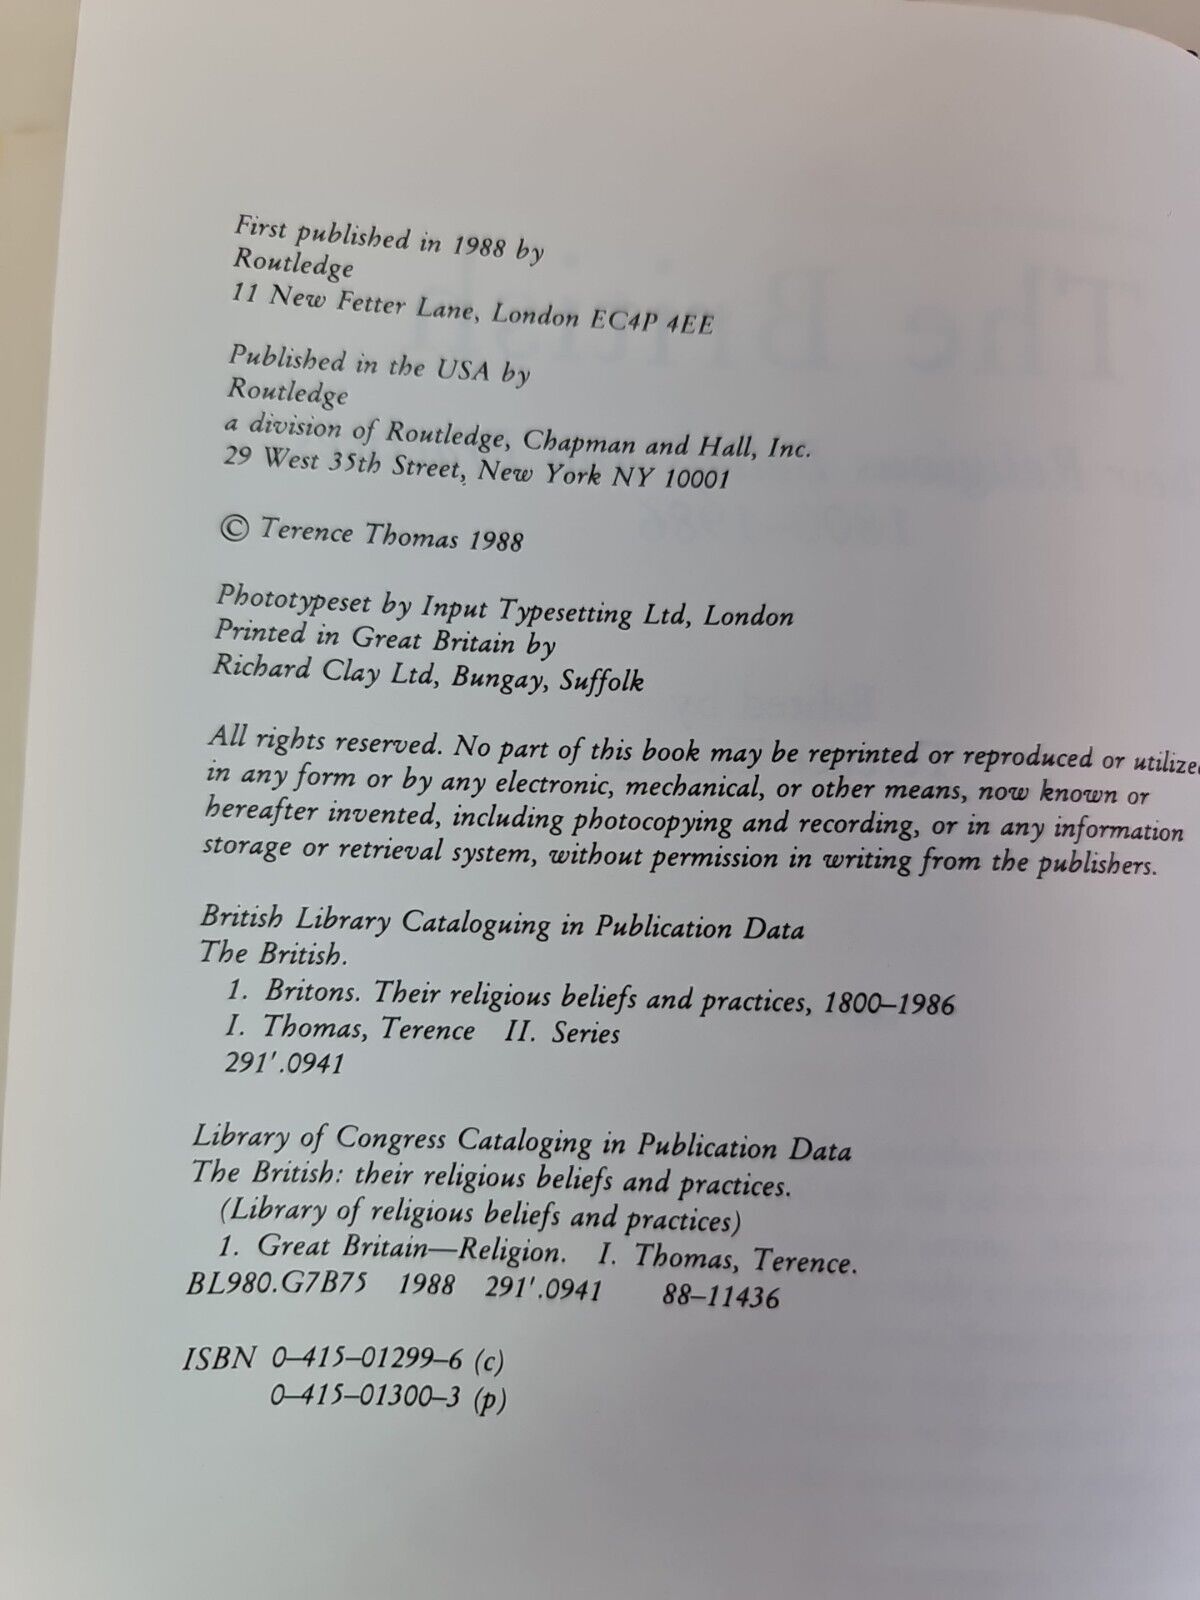 First published in 1988 by
Routledge
11 New Fetter Lane, London EC4P 4EE
Published in the USA by
Routledge
a division of Routledge, Chapman and Hall, Inc.
29 West 35th Street, New York NY 10001
© Terence Thomas 1988
Phototypeset by Input Typesetting Ltd, London
Printed in Great Britain by
Richard Clay Ltd, Bungay, Suffolk
All rights reserved. No part of this book may be reprinted or reproduced or utilized
in any form or by any electronic, mechanical, or other means, now known or
hereafter invented, including photocopying and recording, or in any information
storage or retrieval system, without permission in writing from the publishers.
British Library Cataloguing in Publication Data
The British.
1. Britons. Their religious beliefs and practices, 1800–1986
I. Thomas, Terence II. Series
291'.0941
Library of Congress Cataloging in Publication Data
The British: their religious beliefs and practices.
(Library of religious beliefs and practices)
1. Great Britain—Religion. I. Thomas, Terence.
BL980.G7B75 1988 291'.0941 88–11436
ISBN 0–415–01299–6 (c)
0–415–01300–3 (p)